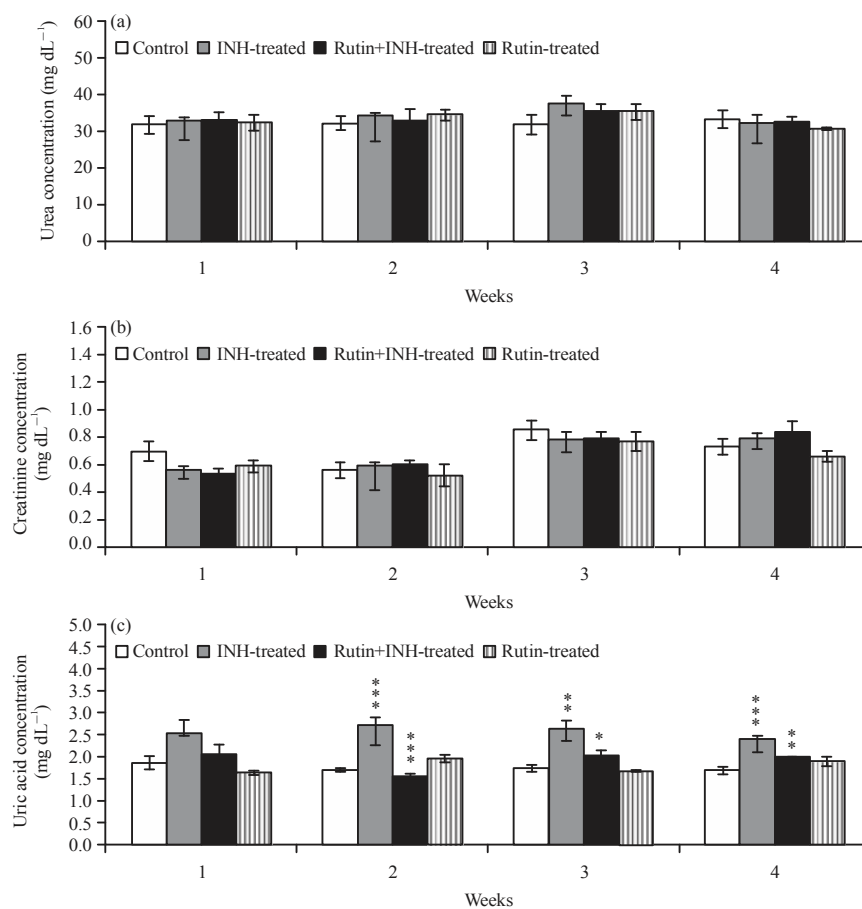 (a)
Control INH-treated Rutin+INH-treated Rutin-treated
Urea concentration (mg dL⁻¹)
70
60
50
40
30
20
10
0
1 2 3 4
Weeks
(b)
Control INH-treated Rutin+INH-treated Rutin-treated
Creatinine concentration
(mg dL⁻¹)
1.6
1.4
1.2
1.0
0.8
0.6
0.4
0.2
0.0
1 2 3 4
Weeks
(c)
Control INH-treated Rutin+INH-treated Rutin-treated
Uric acid concentration
(mg dL⁻¹)
5.0
4.5
4.0
3.5
3.0
2.5
2.0
1.5
1.0
0.5
0.0
*** *** ** * *** **
1 2 3 4
Weeks